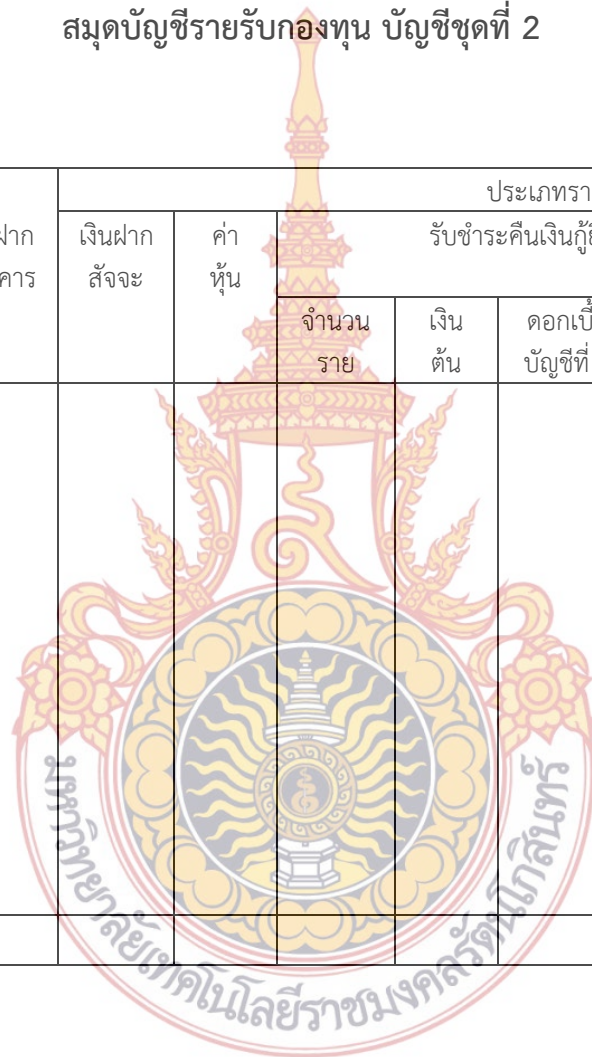 สมุดบัญชีรายรับกองทุน บัญชีชุดที่ 2
ประเภทรา
ฝาก
คาร
เงินฝาก
สัจจะ
ค่า
หุ้น
รับชำระคืนเงินกู้ยื
จำนวน
ราย
เงิน
ต้น
ดอกเบี้
บัญชีที่
มหาวิทยาลัยเทคโนโลยีราชมงคลรัตนโกสินทร์